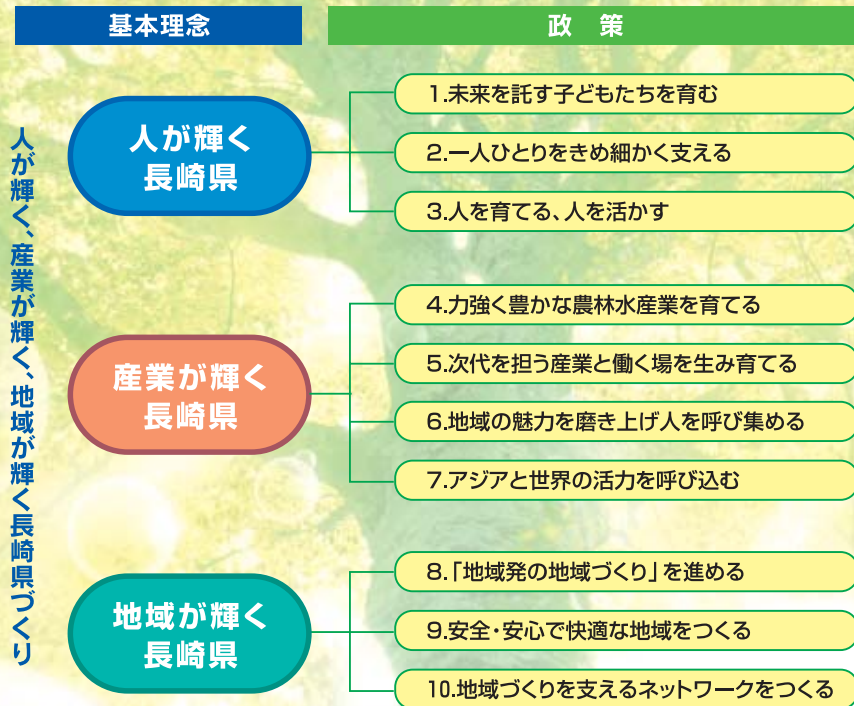 基本理念
政 策
人が輝く、産業が輝く、地域が輝く長崎県づくり
人が輝く
長崎県
1.未来を託す子どもたちを育む
2.一人ひとりをきめ細かく支える
3.人を育てる、人を活かす
産業が輝く
長崎県
4.力強く豊かな農林水産業を育てる
5.次代を担う産業と働く場を生み育てる
6.地域の魅力を磨き上げ人を呼び集める
7.アジアと世界の活力を呼び込む
地域が輝く
長崎県
8.「地域発の地域づくり」を進める
9.安全・安心で快適な地域をつくる
10.地域づくりを支えるネットワークをつくる